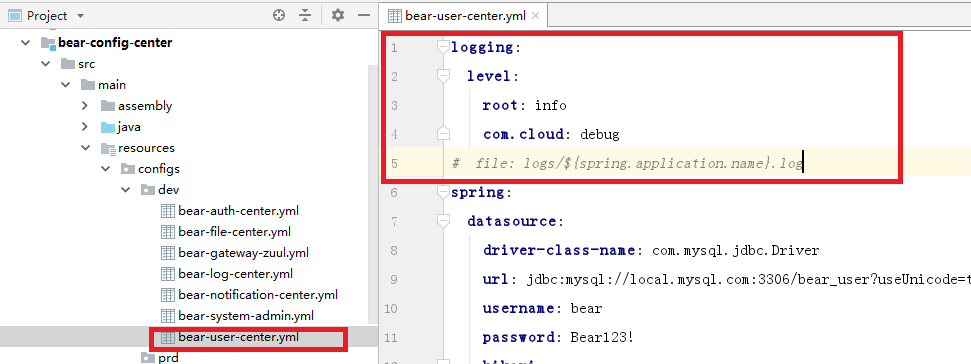 Project
bear-config-center
src
main
assembly
java
resources
configs
dev
bear-auth-center.yml
bear-file-center.yml
bear-gateway-zuul.yml
bear-log-center.yml
bear-notification-center.yml
bear-system-admin.yml
bear-user-center.yml
prd
bear-user-center.yml
1 logging:
2 level:
3 root: info
4 com.cloud: debug
5 # file: logs/${spring.application.name}.log
6 spring:
7 datasource:
8 driver-class-name: com.mysql.jdbc.Driver
9 url: jdbc:mysql://local.mysql.com:3306/bear_user?useUnicode=t
10 username: bear
11 password: Bear123!